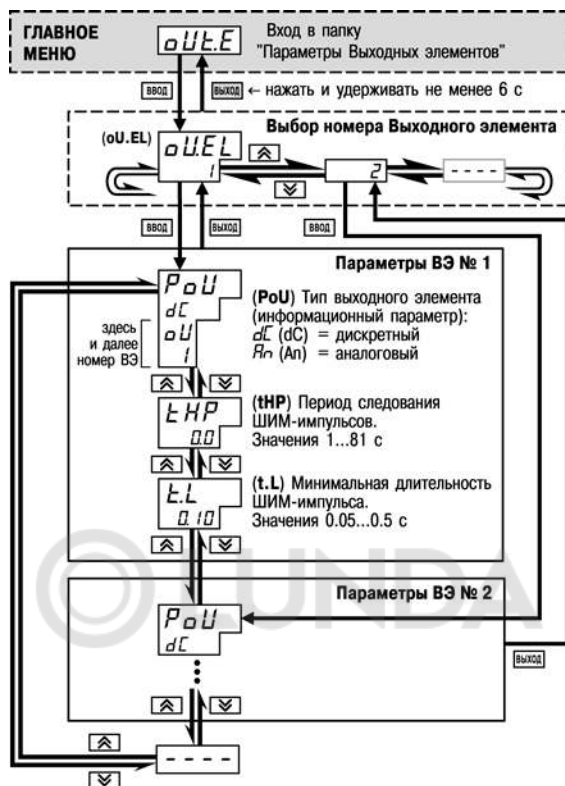 ГЛАВНОЕ
МЕНЮ
oUt.E
Вход в папку
"Параметры Выходных элементов"
ВВОД
ВЫХОД
← нажать и удерживать не менее 6 с
Выбор номера Выходного элемента
(oU.EL)
oU.EL
1
2
- - - -
ВВОД
ВЫХОД
ВВОД
Параметры ВЭ № 1
PoU
dC
oU
1
здесь
и далее
номер ВЭ
(PoU) Тип выходного элемента
(информационный параметр):
dC (dC) = дискретный
An (An) = аналоговый
tHP
0.0
(tHP) Период следования
ШИМ-импульсов.
Значения 1...81 с
t.L
0.10
(t.L) Минимальная длительность
ШИМ-импульса.
Значения 0.05...0.5 с
LUNDA
Параметры ВЭ № 2
PoU
dC
ВЫХОД
- - - -